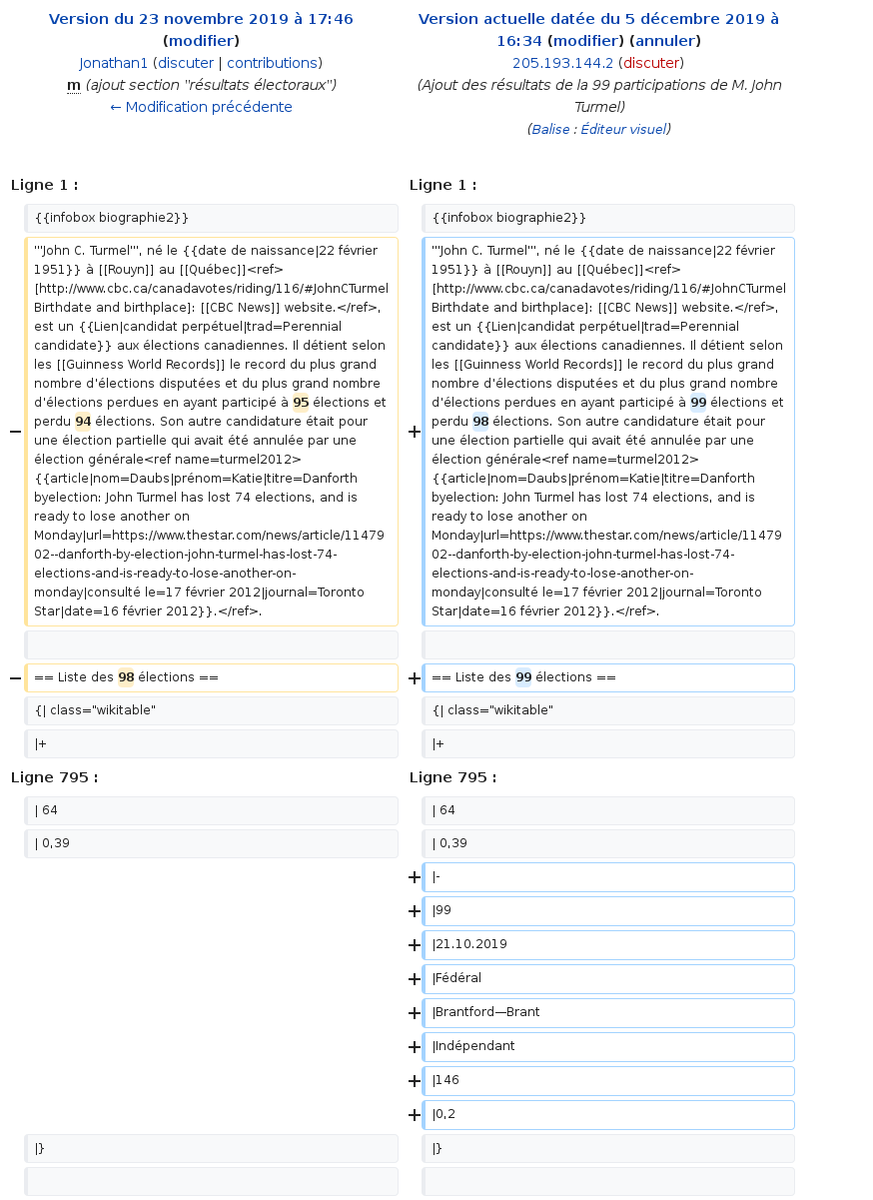 Version du 23 novembre 2019 à 17:46
(modifier)
Jonathan1 (discuter | contributions)
m (ajout section "résultats électoraux")
← Modification précédente
Version actuelle datée du 5 décembre 2019 à
16:34 (modifier) (annuler)
205.193.144.2 (discuter)
(Ajout des résultats de la 99 participations de M. John
Turmel)
(Balise : Éditeur visuel)
Ligne 1 :
Ligne 1 :
{{infobox biographie2}}
{{infobox biographie2}}
−
'''John C. Turmel''', né le {{date de naissance|22 février
1951}} à [[Rouyn]] au [[Québec]]<ref>
[http://www.cbc.ca/canadavotes/riding/116/#JohnCTurmel
Birthdate and birthplace]: [[CBC News]] website.</ref>,
est un {{Lien|candidat perpétuel|trad=Perennial
candidate}} aux élections canadiennes. Il détient selon
les [[Guinness World Records]] le record du plus grand
nombre d'élections disputées et du plus grand nombre
d'élections perdues en ayant participé à 95 élections et
perdu 94 élections. Son autre candidature était pour
une élection partielle qui avait été annulée par une
élection générale<ref name=turmel2012>
{{article|nom=Daubs|prénom=Katie|titre=Danforth
byelection: John Turmel has lost 74 elections, and is
ready to lose another on
Monday|url=https://www.thestar.com/news/article/11479
02--danforth-by-election-john-turmel-has-lost-74-
elections-and-is-ready-to-lose-another-on-
monday|consulté le=17 février 2012|journal=Toronto
Star|date=16 février 2012}}.</ref>.
+
'''John C. Turmel''', né le {{date de naissance|22 février
1951}} à [[Rouyn]] au [[Québec]]<ref>
[http://www.cbc.ca/canadavotes/riding/116/#JohnCTurmel
Birthdate and birthplace]: [[CBC News]] website.</ref>,
est un {{Lien|candidat perpétuel|trad=Perennial
candidate}} aux élections canadiennes. Il détient selon
les [[Guinness World Records]] le record du plus grand
nombre d'élections disputées et du plus grand nombre
d'élections perdues en ayant participé à 99 élections et
perdu 98 élections. Son autre candidature était pour
une élection partielle qui avait été annulée par une
élection générale<ref name=turmel2012>
{{article|nom=Daubs|prénom=Katie|titre=Danforth
byelection: John Turmel has lost 74 elections, and is
ready to lose another on
Monday|url=https://www.thestar.com/news/article/11479
02--danforth-by-election-john-turmel-has-lost-74-
elections-and-is-ready-to-lose-another-on-
monday|consulté le=17 février 2012|journal=Toronto
Star|date=16 février 2012}}.</ref>.
− == Liste des 98 élections ==
+ == Liste des 99 élections ==
{| class="wikitable"
{| class="wikitable"
|+
|+
Ligne 795 :
Ligne 795 :
| 64
| 64
| 0,39
| 0,39
+ |-
+ |99
+ |21.10.2019
+ |Fédéral
+ |Brantford—Brant
+ |Indépendant
+ |146
+ |0,2
|}
|}